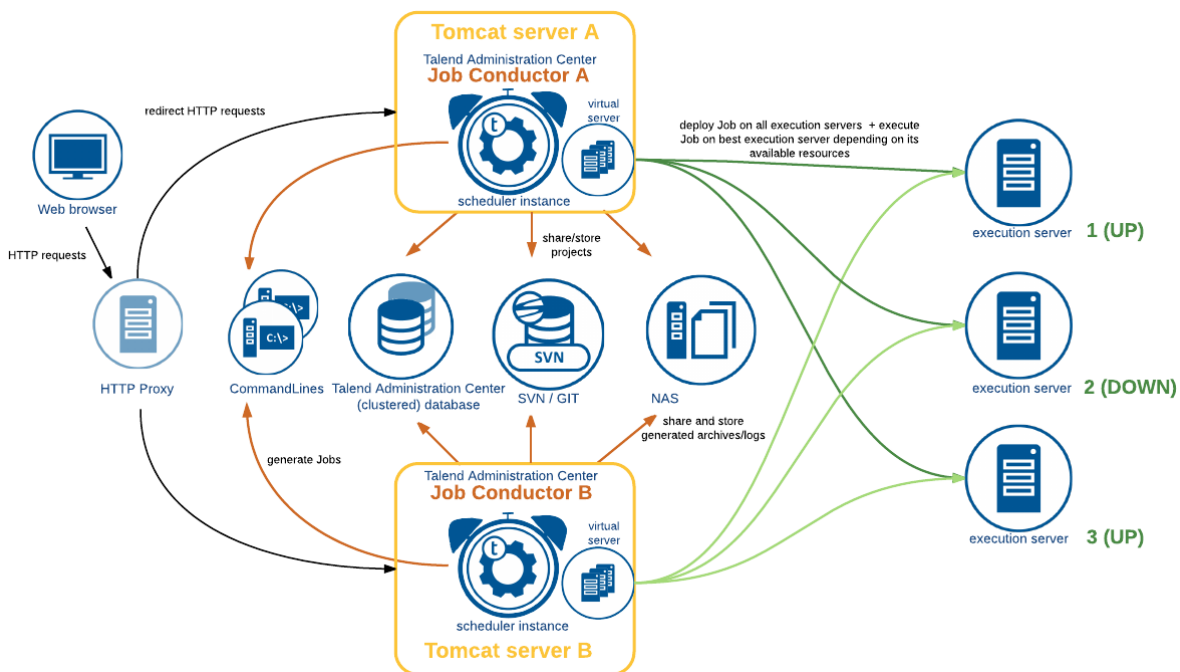 Tomcat server A
Talend Administration Center
Job Conductor A
virtual
server
t
scheduler instance
redirect HTTP requests
deploy Job on all execution servers + execute
Job on best execution server depending on its
available resources
Web browser
HTTP requests
share/store
projects
execution server 1 (UP)
HTTP Proxy
C:\>
C:\>
CommandLines
Talend Administration Center
(clustered) database
SVN
SVN / GIT
NAS
execution server 2 (DOWN)
share and store
generated archives/logs
generate Jobs
Talend Administration Center
Job Conductor B
virtual
server
t
scheduler instance
Tomcat server B
execution server 3 (UP)